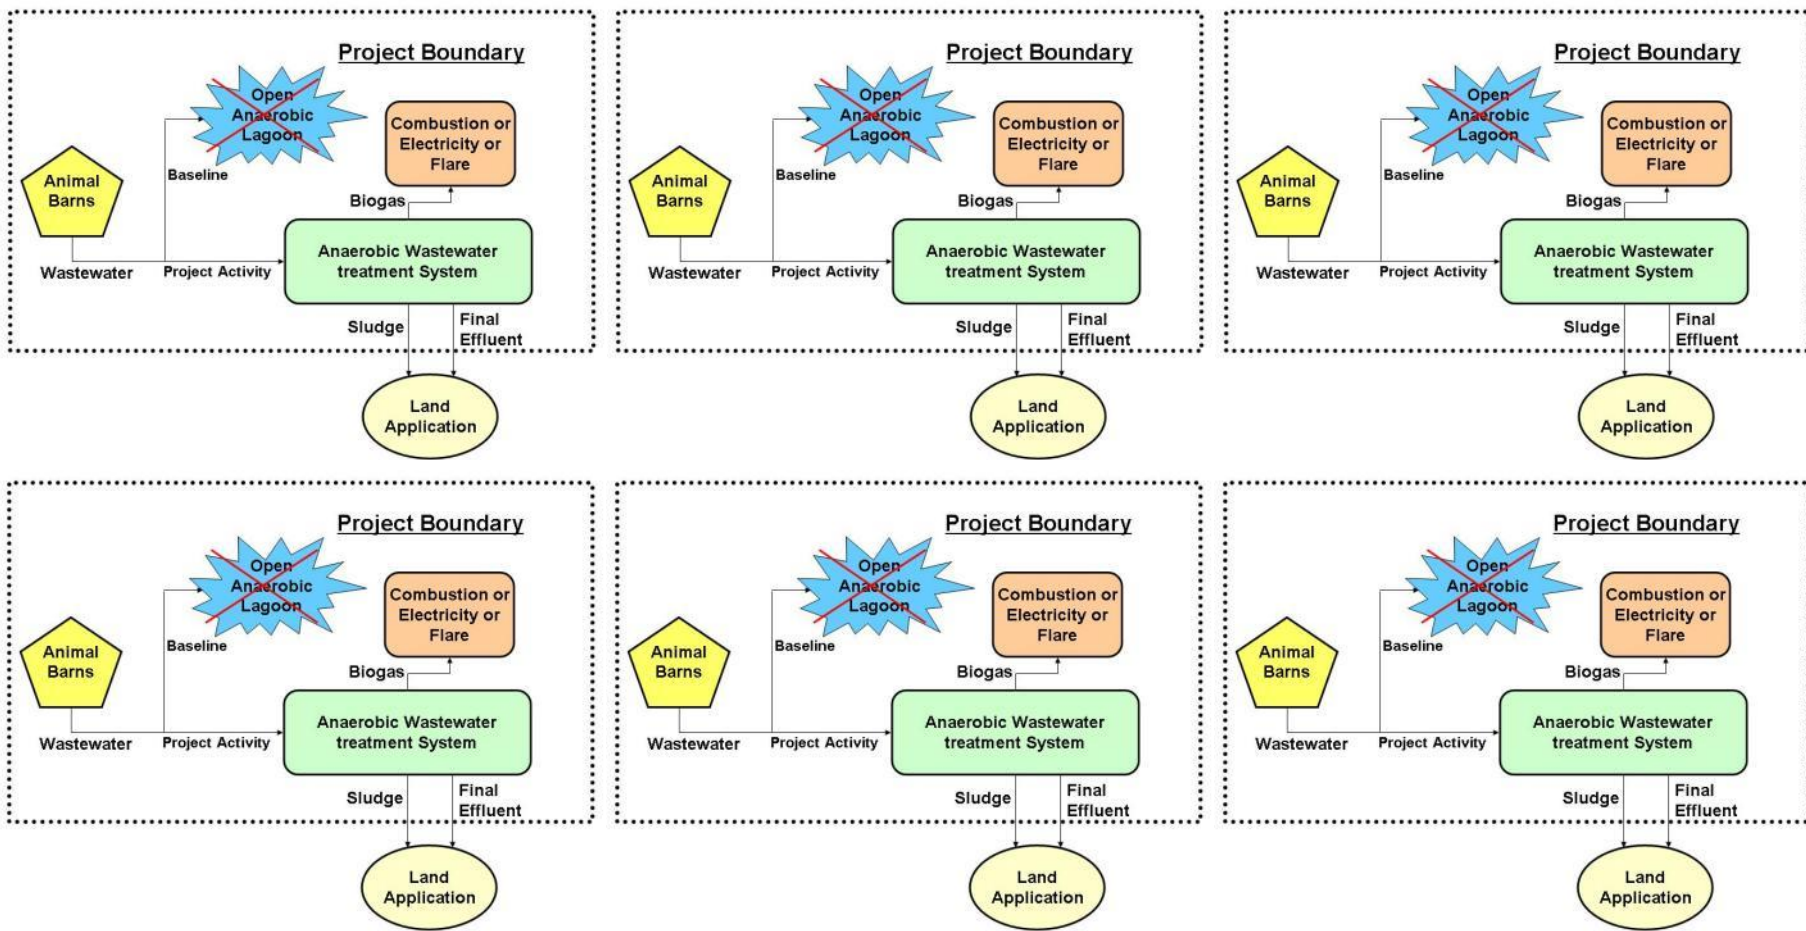 Project Boundary
Open
Anaerobic
Lagoon
Combustion or
Electricity or
Flare
Animal
Barns
Baseline
Biogas
Anaerobic Wastewater
treatment System
Wastewater
Project Activity
Sludge
Final
Effluent
Land
Application
Project Boundary
Open
Anaerobic
Lagoon
Combustion or
Electricity or
Flare
Animal
Barns
Baseline
Biogas
Anaerobic Wastewater
treatment System
Wastewater
Project Activity
Sludge
Final
Effluent
Land
Application
Project Boundary
Open
Anaerobic
Lagoon
Combustion or
Electricity or
Flare
Animal
Barns
Baseline
Biogas
Anaerobic Wastewater
treatment System
Wastewater
Project Activity
Sludge
Final
Effluent
Land
Application
Project Boundary
Open
Anaerobic
Lagoon
Combustion or
Electricity or
Flare
Animal
Barns
Baseline
Biogas
Anaerobic Wastewater
treatment System
Wastewater
Project Activity
Sludge
Final
Effluent
Land
Application
Project Boundary
Open
Anaerobic
Lagoon
Combustion or
Electricity or
Flare
Animal
Barns
Baseline
Biogas
Anaerobic Wastewater
treatment System
Wastewater
Project Activity
Sludge
Final
Effluent
Land
Application
Project Boundary
Open
Anaerobic
Lagoon
Combustion or
Electricity or
Flare
Animal
Barns
Baseline
Biogas
Anaerobic Wastewater
treatment System
Wastewater
Project Activity
Sludge
Final
Effluent
Land
Application